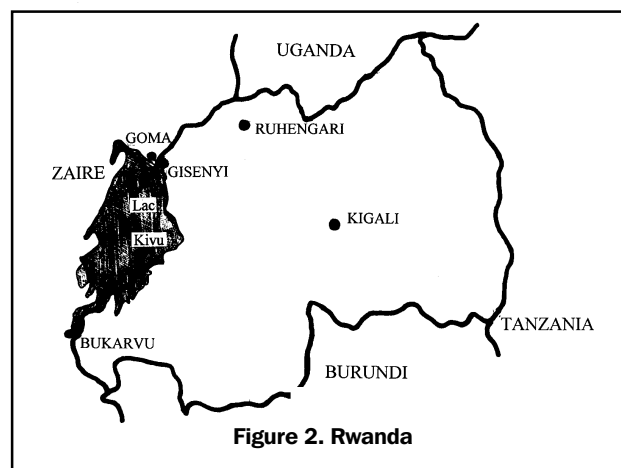 UGANDA
RUHENGARI
GOMA
ZAIRE
GISENYI
Lac
Kivu
KIGALI
BUKARVU
TANZANIA
BURUNDI
Figure 2. Rwanda